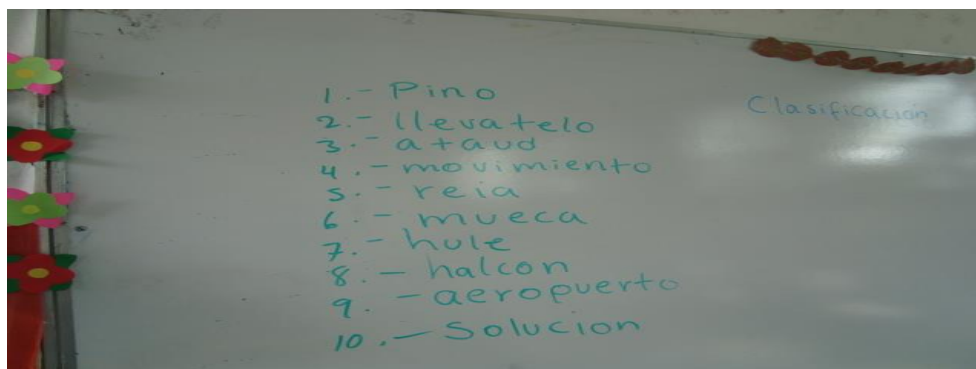 1.- Pino
2.- llevatelo
3.- ataud
4.- movimiento
5.- reia
6.- mueca
7.- hule
8.- halcon
9.- aeropuerto
10.- Solucion
Clasificación